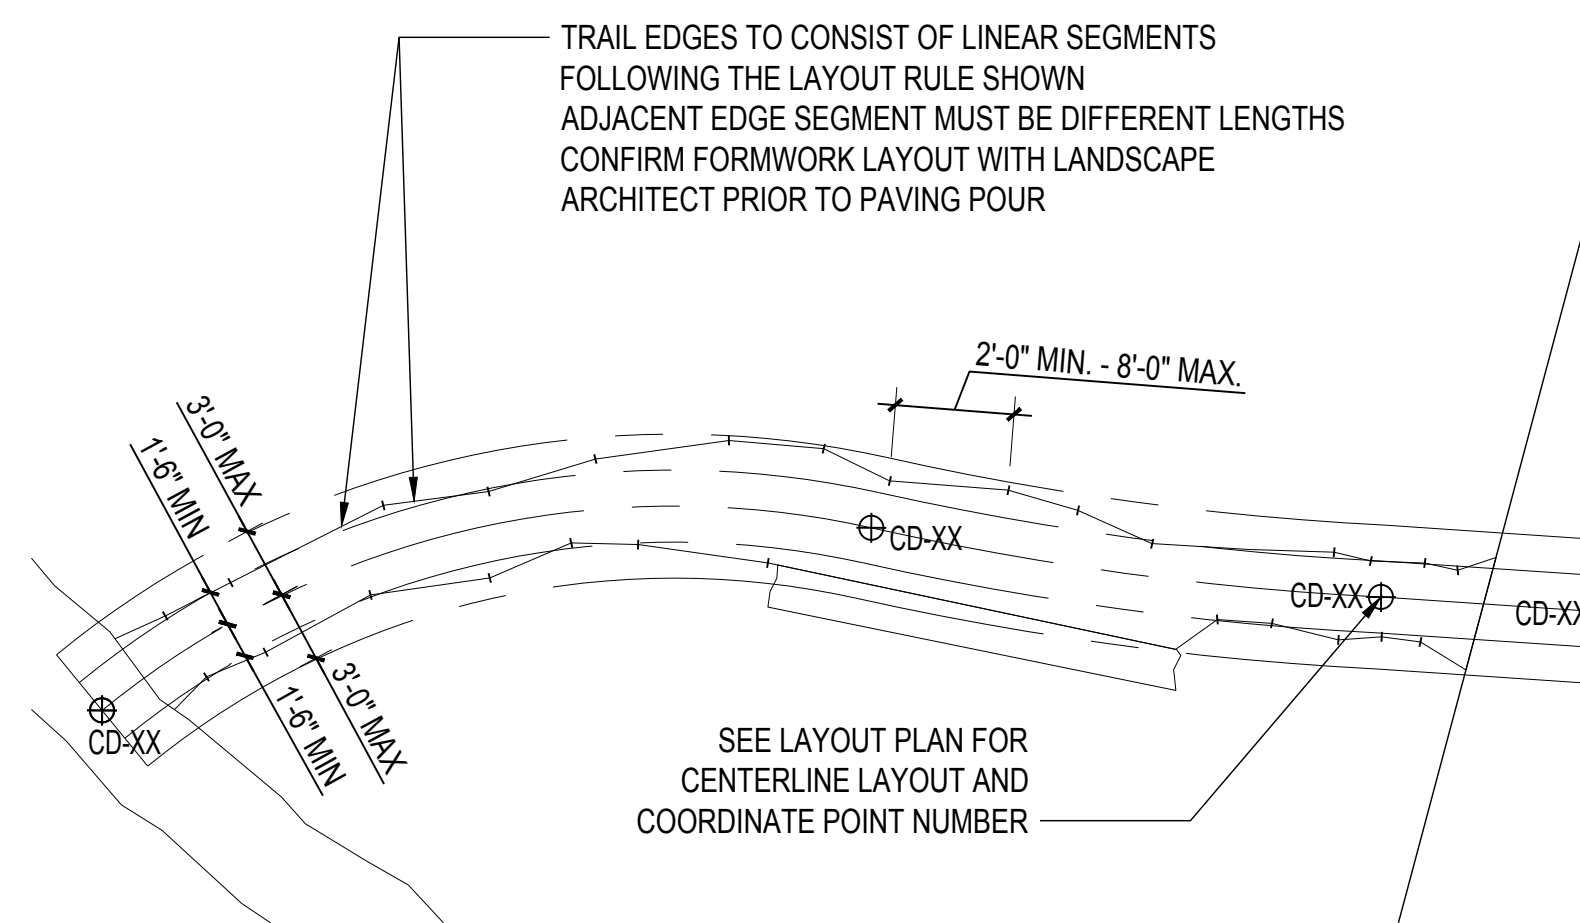 TRAIL EDGES TO CONSIST OF LINEAR SEGMENTS
FOLLOWING THE LAYOUT RULE SHOWN
ADJACENT EDGE SEGMENT MUST BE DIFFERENT LENGTHS
CONFIRM FORMWORK LAYOUT WITH LANDSCAPE
ARCHITECT PRIOR TO PAVING POUR
2'-0" MIN. - 8'-0" MAX.
3'-0" MAX
1'-6" MIN
CD-XX
CD-XX
CD-XX
3'-0" MAX
1'-6" MIN
CD-XX
SEE LAYOUT PLAN FOR
CENTERLINE LAYOUT AND
COORDINATE POINT NUMBER